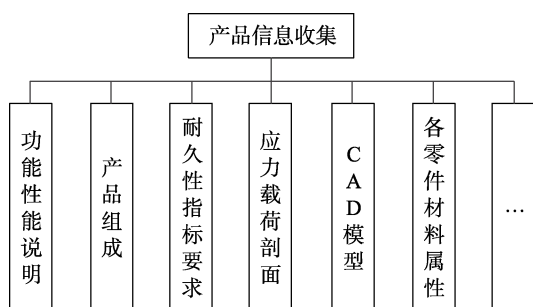 产品信息收集
功能性能说明
产品组成
耐久性指标要求
应力载荷剖面
CAD模型
各零件材料属性
…